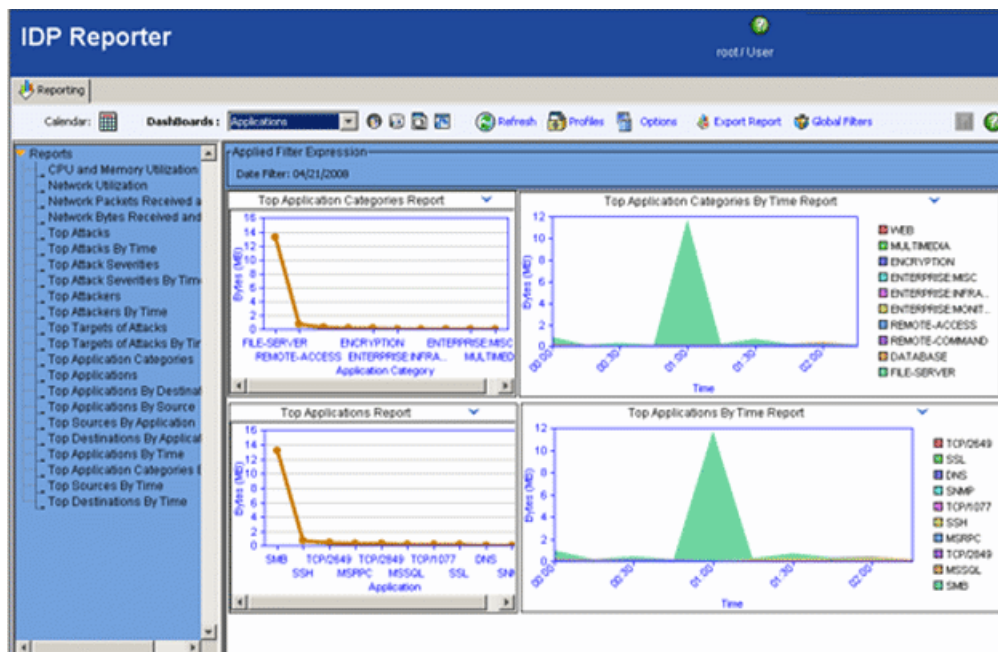 IDP Reporter
root / User
Reporting
Calendar: DashBoards : Applications Refresh Profiles Options Export Report Global Filters
Reports
CPU and Memory Utilization
Network Utilization
Network Packets Received a
Network Bytes Received and
Top Attacks
Top Attacks By Time
Top Attack Severities
Top Attack Severities By Time
Top Attackers
Top Attackers By Time
Top Targets of Attacks
Top Targets of Attacks By Tim
Top Application Categories
Top Applications
Top Applications By Destinat
Top Applications By Source
Top Sources By Application
Top Destinations By Applicat
Top Applications By Time
Top Application Categories B
Top Sources By Time
Top Destinations By Time
Applied Filter Expression
Date Filter: 04/21/2008
Top Application Categories Report
Bytes (MB)
16
14
12
10
8
6
4
2
0
FILE-SERVER ENCRYPTION ENTERPRISE:MISC
REMOTE-ACCESS ENTERPRISE:INFRA... MULTIMED
Application Category
Top Application Categories By Time Report
Bytes (MB)
12
10
8
6
4
2
0
00:00 00:30 01:00 01:30 02:00
Time
WEB
MULTIMEDIA
ENCRYPTION
ENTERPRISE:MISC
ENTERPRISE:INFRA...
ENTERPRISE:MONIT...
REMOTE-ACCESS
REMOTE-COMMAND
DATABASE
FILE-SERVER
Top Applications Report
Bytes (MB)
16
14
12
10
8
6
4
2
0
SMB TCP/2649 TCP/2849 TCP/1077 DNS
SSH MSRPC MSSQL SSL SNM
Application
Top Applications By Time Report
Bytes (MB)
12
10
8
6
4
2
0
00:00 00:30 01:00 01:30 02:00
Time
TCP/2649
SSL
DNS
SNMP
TCP/1077
SSH
MSRPC
TCP/2849
MSSQL
SMB